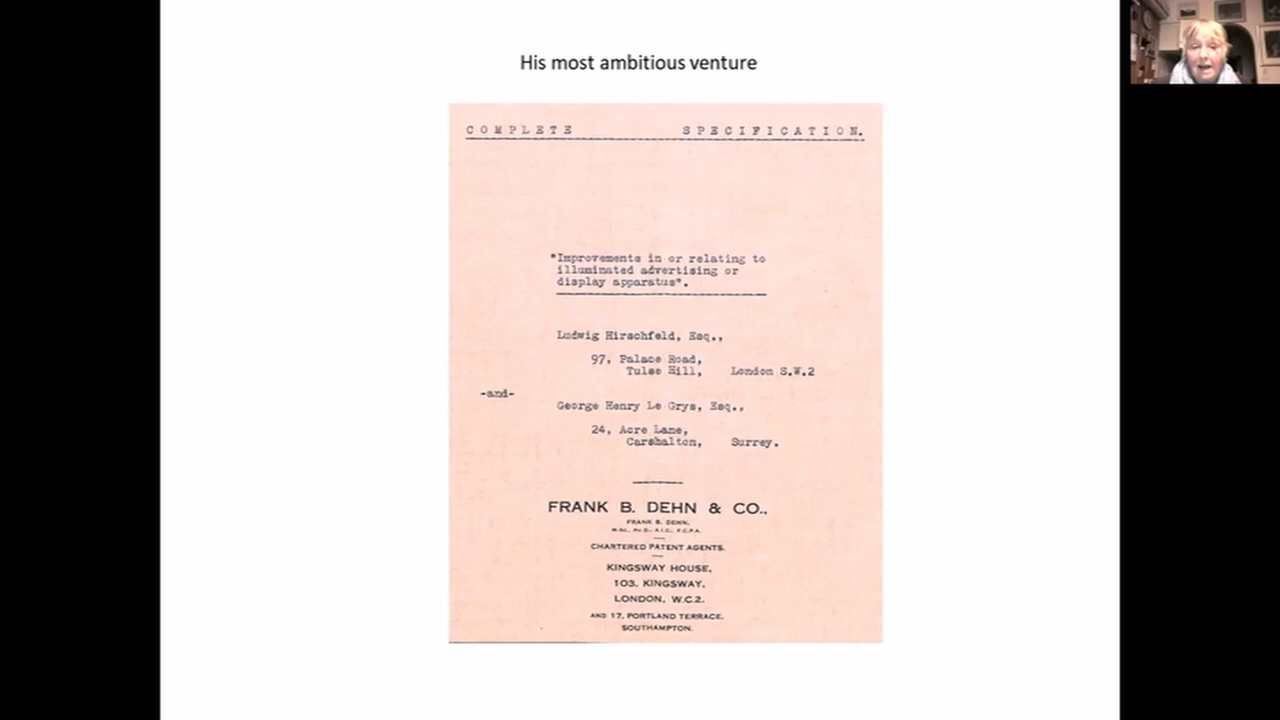 His most ambitious venture
COMPLETE SPECIFICATION.
"Improvements in or relating to
illuminated advertising or
display apparatus".
Ludwig Hirschfeld, Esq.,
97, Palace Road,
Tulse Hill, London S.W.2
-and-
George Henry Le Grys, Esq.,
24, Acre Lane,
Carshalton, Surrey.
FRANK B. DEHN & CO.,
FRANK B. DEHN,
M.Sc., Ph.D., A.I.C., F.C.P.A.
CHARTERED PATENT AGENTS.
KINGSWAY HOUSE,
103, KINGSWAY,
LONDON, W.C.2.
AND 17, PORTLAND TERRACE,
SOUTHAMPTON.